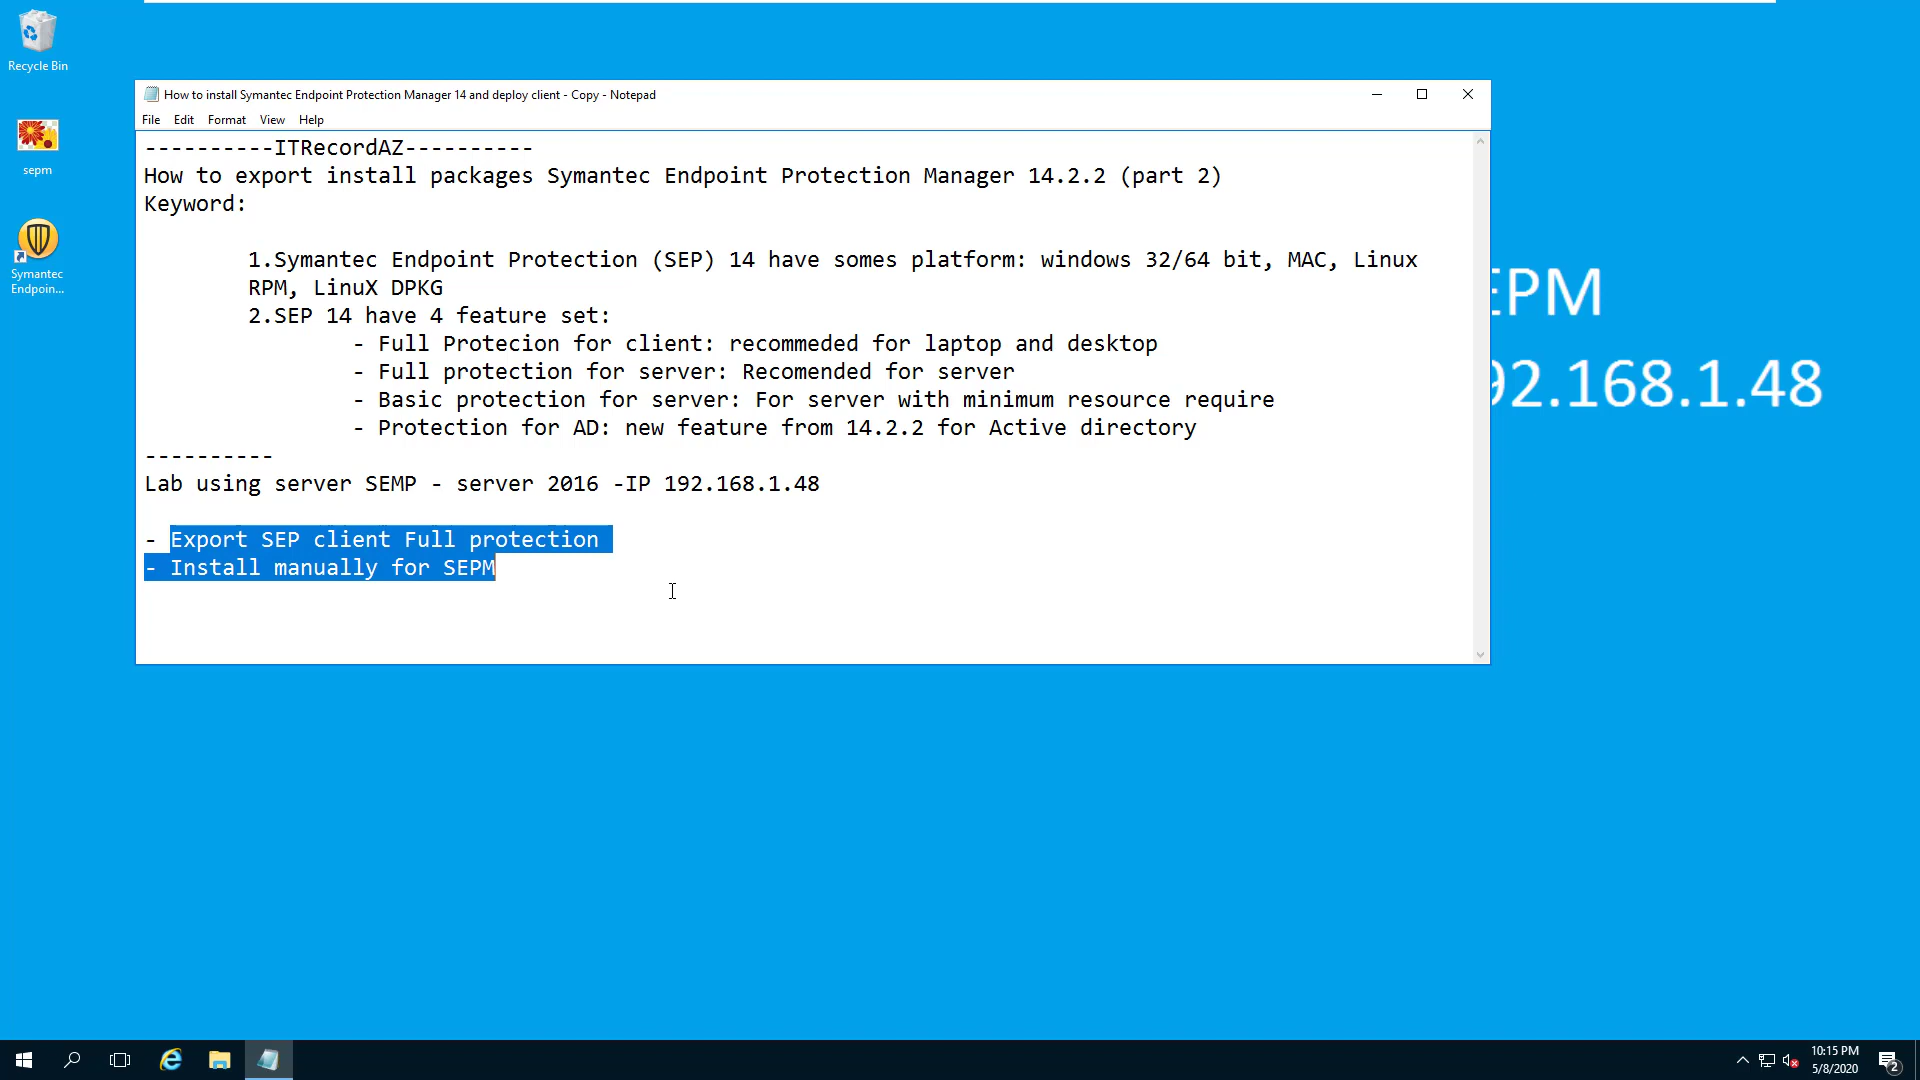 Recycle Bin
sepm
Symantec
Endpoin...
How to install Symantec Endpoint Protection Manager 14 and deploy client - Copy - Notepad
File Edit Format View Help
----------ITRecordAZ----------
How to export install packages Symantec Endpoint Protection Manager 14.2.2 (part 2)
Keyword:
1.Symantec Endpoint Protection (SEP) 14 have somes platform: windows 32/64 bit, MAC, Linux
RPM, LinuX DPKG
2.SEP 14 have 4 feature set:
- Full Protecion for client: recommeded for laptop and desktop
- Full protection for server: Recomended for server
- Basic protection for server: For server with minimum resource require
- Protection for AD: new feature from 14.2.2 for Active directory
----------
Lab using server SEMP - server 2016 -IP 192.168.1.48
- Export SEP client Full protection
- Install manually for SEPM
EPM
92.168.1.48
10:15 PM
5/8/2020
2